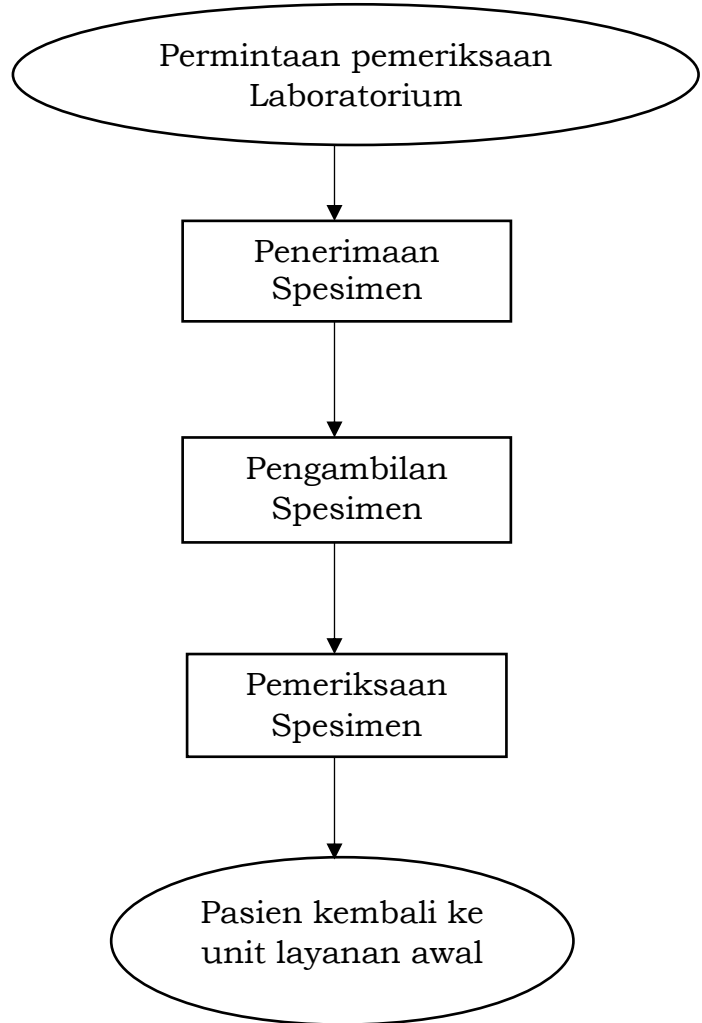 Permintaan pemeriksaan
Laboratorium
Penerimaan
Spesimen
Pengambilan
Spesimen
Pemeriksaan
Spesimen
Pasien kembali ke
unit layanan awal